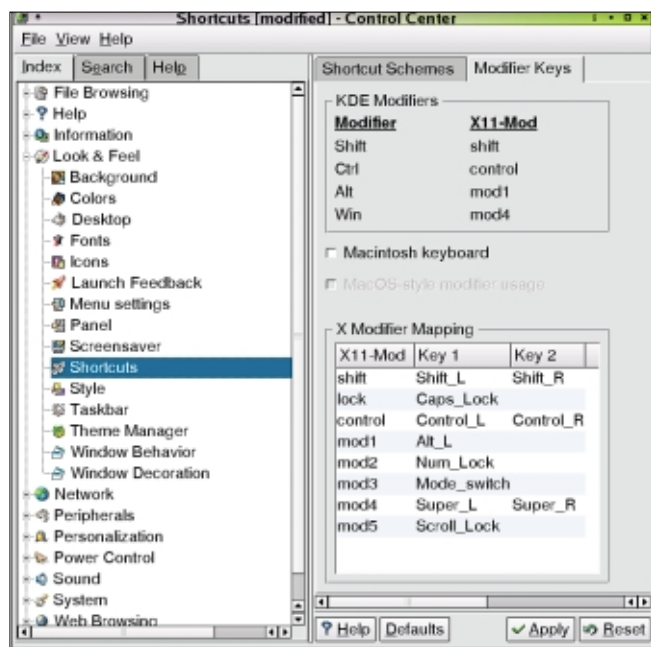 Shortcuts [modified] - Control Center
File View Help
Index Search Help
File Browsing
Help
Information
Look & Feel
Background
Colors
Desktop
Fonts
Icons
Launch Feedback
Menu settings
Panel
Screensaver
Shortcuts
Style
Taskbar
Theme Manager
Window Behavior
Window Decoration
Network
Peripherals
Personalization
Power Control
Sound
System
Web Browsing
Shortcut Schemes Modifier Keys
KDE Modifiers
Modifier X11-Mod
Shift shift
Ctrl control
Alt mod1
Win mod4
Macintosh keyboard
MacOS-style modifier usage
X Modifier Mapping
X11-Mod Key 1 Key 2
shift Shift_L Shift_R
lock Caps_Lock
control Control_L Control_R
mod1 Alt_L
mod2 Num_Lock
mod3 Mode_switch
mod4 Super_L Super_R
mod5 Scroll_Lock
? Help Defaults Apply Reset